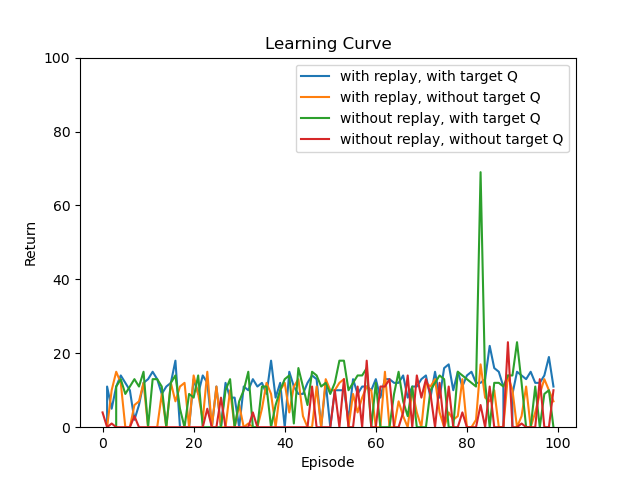 Learning Curve
with replay, with target Q
with replay, without target Q
without replay, with target Q
without replay, without target Q
100
80
60
40
20
0
Return
0 20 40 60 80 100
Episode